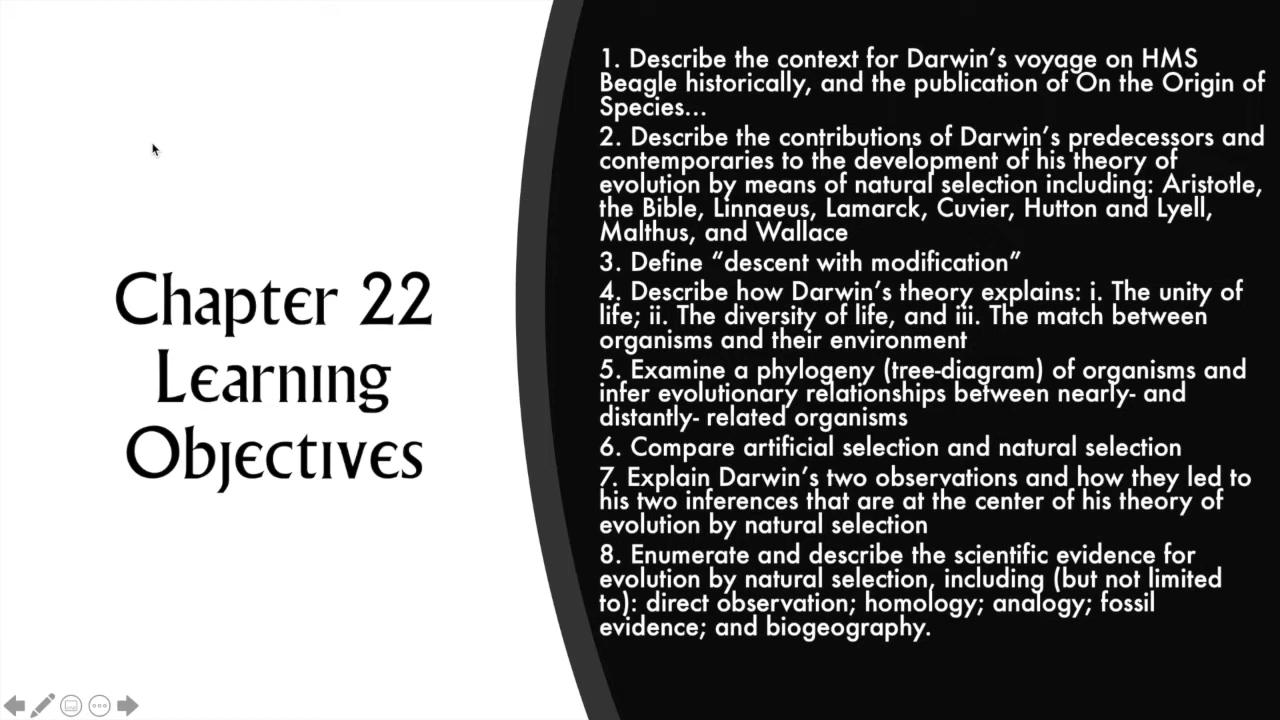 Chapter 22
Learning
Objectives
1. Describe the context for Darwin’s voyage on HMS
Beagle historically, and the publication of On the Origin of
Species...
2. Describe the contributions of Darwin’s predecessors and
contemporaries to the development of his theory of
evolution by means of natural selection including: Aristotle,
the Bible, Linnaeus, Lamarck, Cuvier, Hutton and Lyell,
Malthus, and Wallace
3. Define “descent with modification”
4. Describe how Darwin’s theory explains: i. The unity of
life; ii. The diversity of life, and iii. The match between
organisms and their environment
5. Examine a phylogeny (tree-diagram) of organisms and
infer evolutionary relationships between nearly- and
distantly- related organisms
6. Compare artificial selection and natural selection
7. Explain Darwin’s two observations and how they led to
his two inferences that are at the center of his theory of
evolution by natural selection
8. Enumerate and describe the scientific evidence for
evolution by natural selection, including (but not limited
to): direct observation; homology; analogy; fossil
evidence; and biogeography.